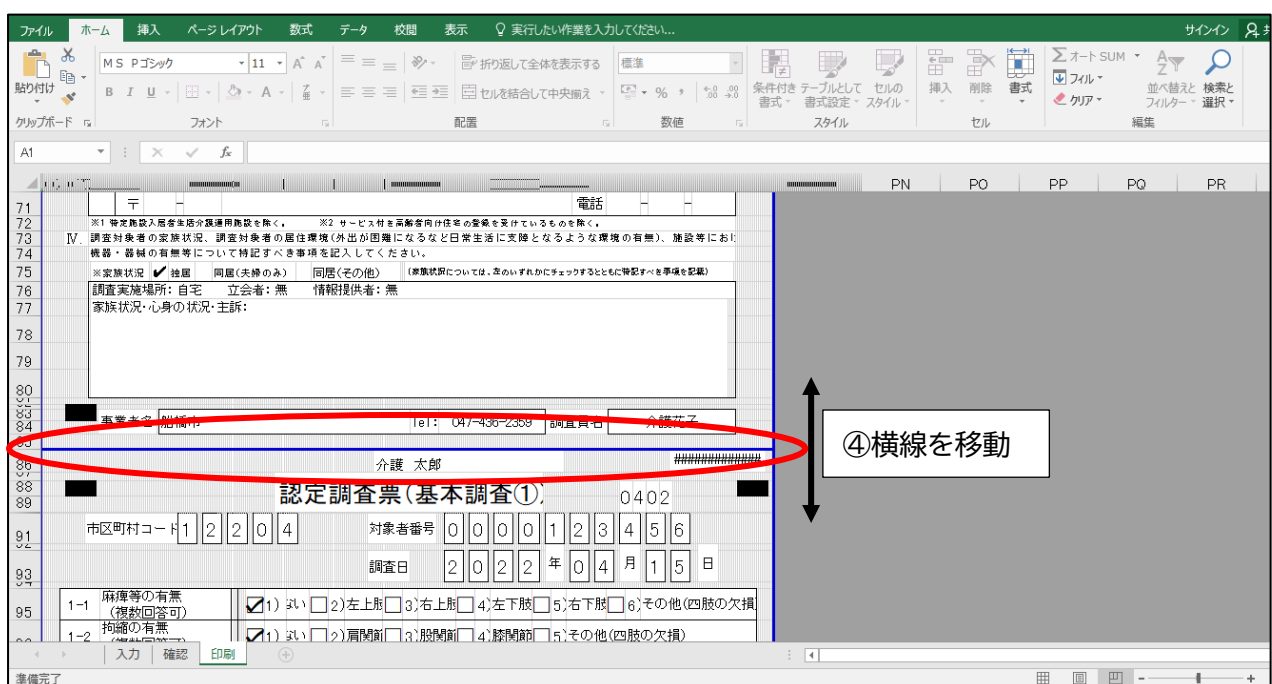 ファイル ホーム 挿入 ページ レイアウト 数式 データ 校閲 表示 実行したい作業を入力してください... サインイン
MS Pゴシック 11 折り返して全体を表示する 標準 オート SUM
貼り付け B I U セルを結合して中央揃え % 条件付き書式 テーブルとして書式設定 セルのスタイル 挿入 削除 書式 フィル クリア 並べ替えとフィルター 検索と選択
クリップボード フォント 配置 数値 スタイル セル 編集
A1 fx
PN PO PP PQ PR
71 〒 - 電話 - -
72 ※1 特定施設入居者生活介護適用施設を除く。 ※2 サービス付き高齢者向け住宅の登録を受けているものを除く。
73 Ⅳ. 調査対象者の家族状況、調査対象者の居住環境(外出が困難になるなど日常生活に支障となるような環境の有無)、施設等におけ
74 機器・器械の有無等について特記すべき事項を記入してください。
75 ※家族状況 ✔ 独居 同居(夫婦のみ) 同居(その他) (家族状況については、左のいずれかにチェックするとともに特記すべき事項を記載)
76 調査実施場所: 自宅 立会者: 無 情報提供者: 無
77 家族状況・心身の状況・主訴:
78
79
80
83
84 事業者名 船橋市 Tel: 047-436-2359 調査員名 介護花子
④横線を移動
86 介護 太郎 ##############
88
89 認定調査票(基本調査①) 0402
91 市区町村コード 1 2 2 0 4 対象者番号 0 0 0 0 1 2 3 4 5 6
93 調査日 2 0 2 2 年 0 4 月 1 5 日
95 1-1 麻痺等の有無 (複数回答可) 1) ない 2)左上肢 3)右上肢 4)左下肢 5)右下肢 6)その他(四肢の欠損
1-2 拘縮の有無 1) ない 2)肩関節 3)股関節 4)膝関節 5)その他(四肢の欠損)
入力 確認 印刷
準備完了